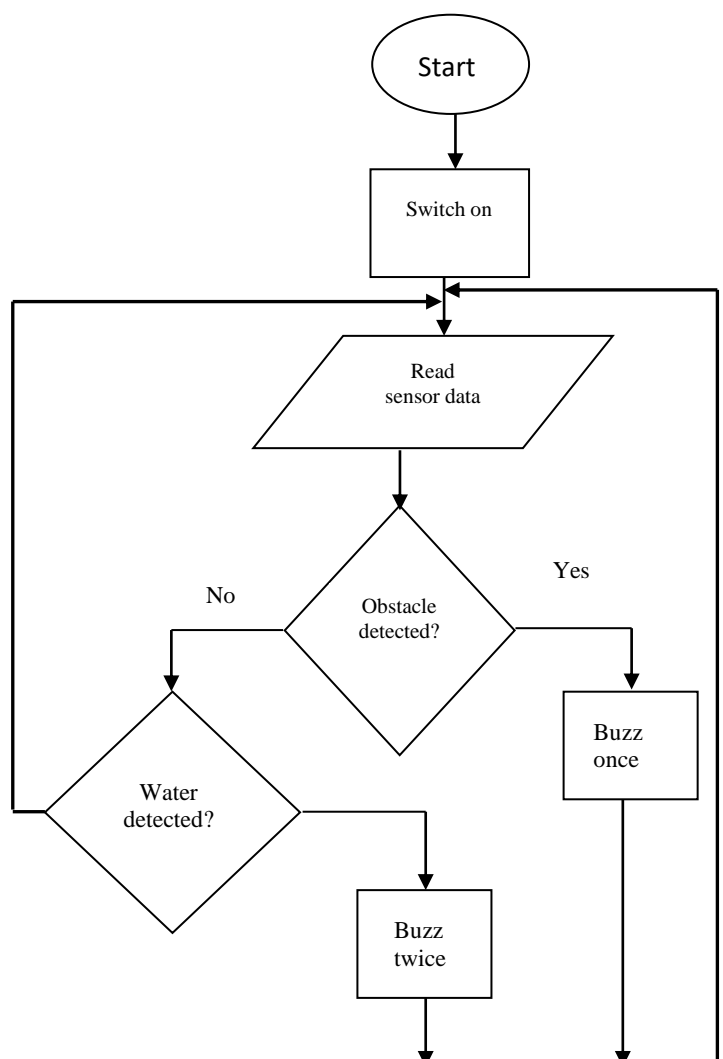 Start
Switch on
Read
sensor data
Yes
No
Obstacle
detected?
Buzz
once
Water
detected?
Buzz
twice